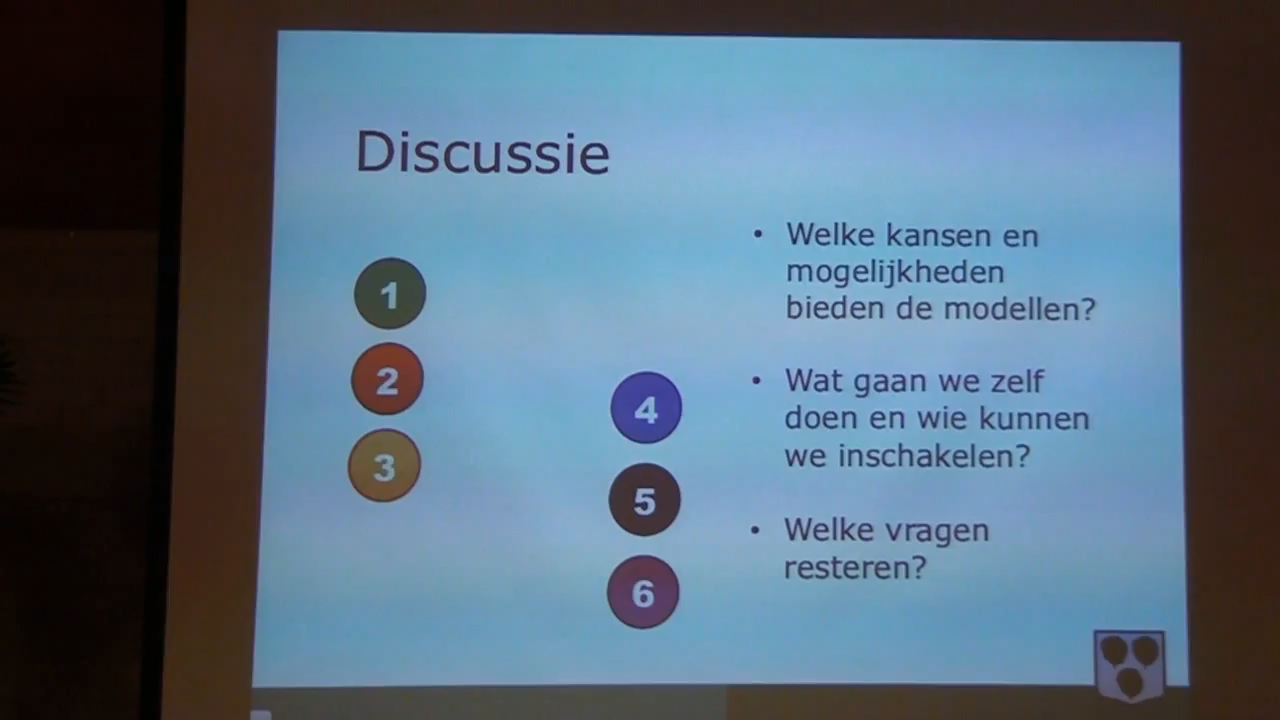 Discussie
1
2
3
4
5
6
• Welke kansen en
mogelijkheden
bieden de modellen?
• Wat gaan we zelf
doen en wie kunnen
we inschakelen?
• Welke vragen
resteren?